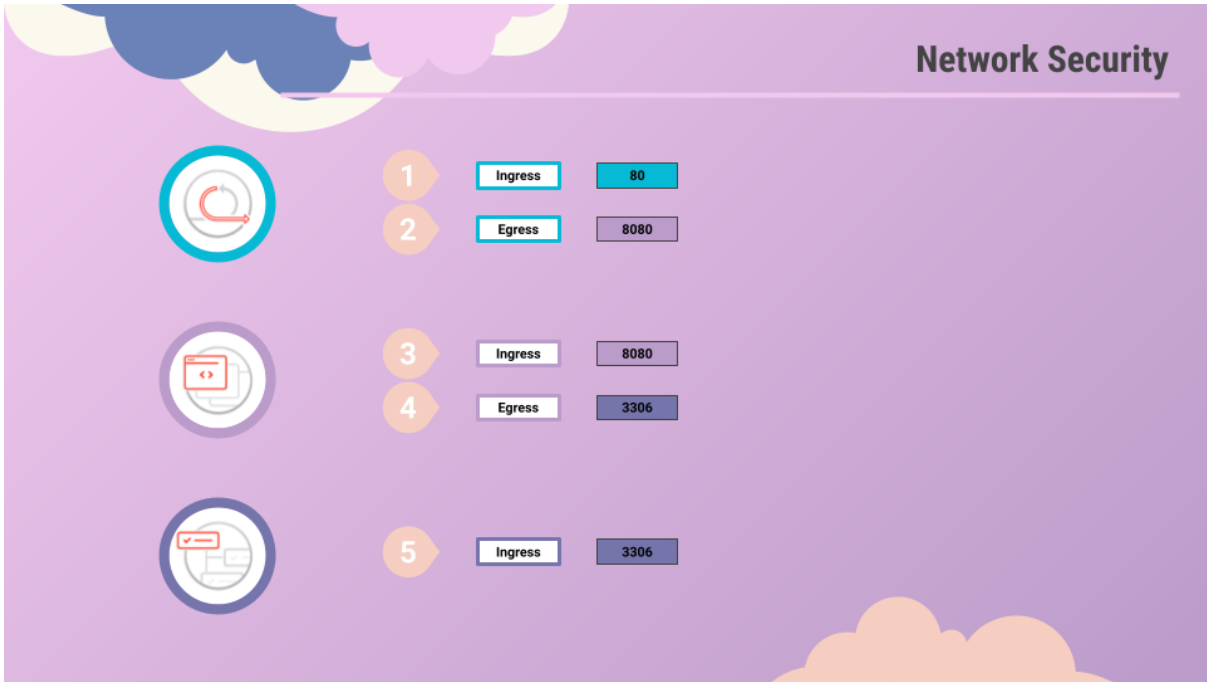 Network Security
1 Ingress 80
2 Egress 8080
3 Ingress 8080
4 Egress 3306
5 Ingress 3306